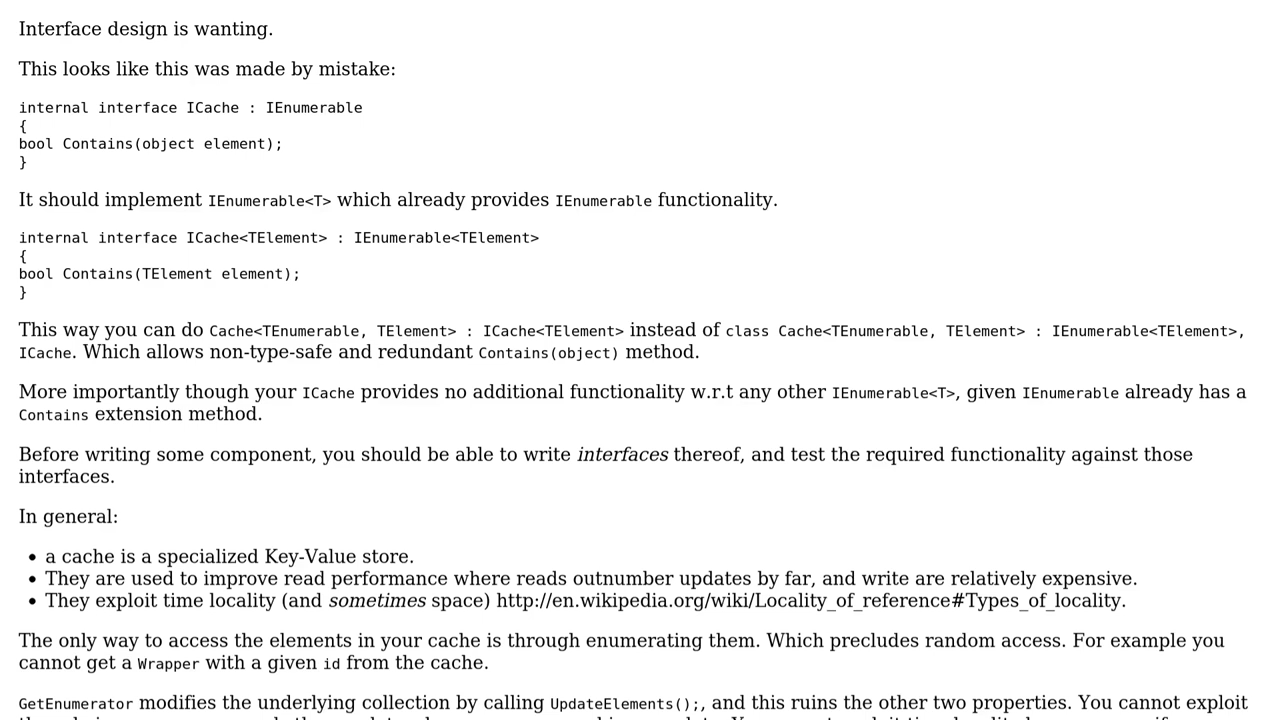 Interface design is wanting.
This looks like this was made by mistake:
internal interface ICache : IEnumerable
{
bool Contains(object element);
}
It should implement IEnumerable<T> which already provides IEnumerable functionality.
internal interface ICache<TElement> : IEnumerable<TElement>
{
bool Contains(TElement element);
}
This way you can do Cache<TEnumerable, TElement> : ICache<TElement> instead of class Cache<TEnumerable, TElement> : IEnumerable<TElement>,
ICache. Which allows non-type-safe and redundant Contains(object) method.
More importantly though your ICache provides no additional functionality w.r.t any other IEnumerable<T>, given IEnumerable already has a
Contains extension method.
Before writing some component, you should be able to write interfaces thereof, and test the required functionality against those
interfaces.
In general:
• a cache is a specialized Key-Value store.
• They are used to improve read performance where reads outnumber updates by far, and write are relatively expensive.
• They exploit time locality (and sometimes space) http://en.wikipedia.org/wiki/Locality_of_reference#Types_of_locality.
The only way to access the elements in your cache is through enumerating them. Which precludes random access. For example you
cannot get a Wrapper with a given id from the cache.
GetEnumerator modifies the underlying collection by calling UpdateElements();, and this ruins the other two properties. You cannot exploit